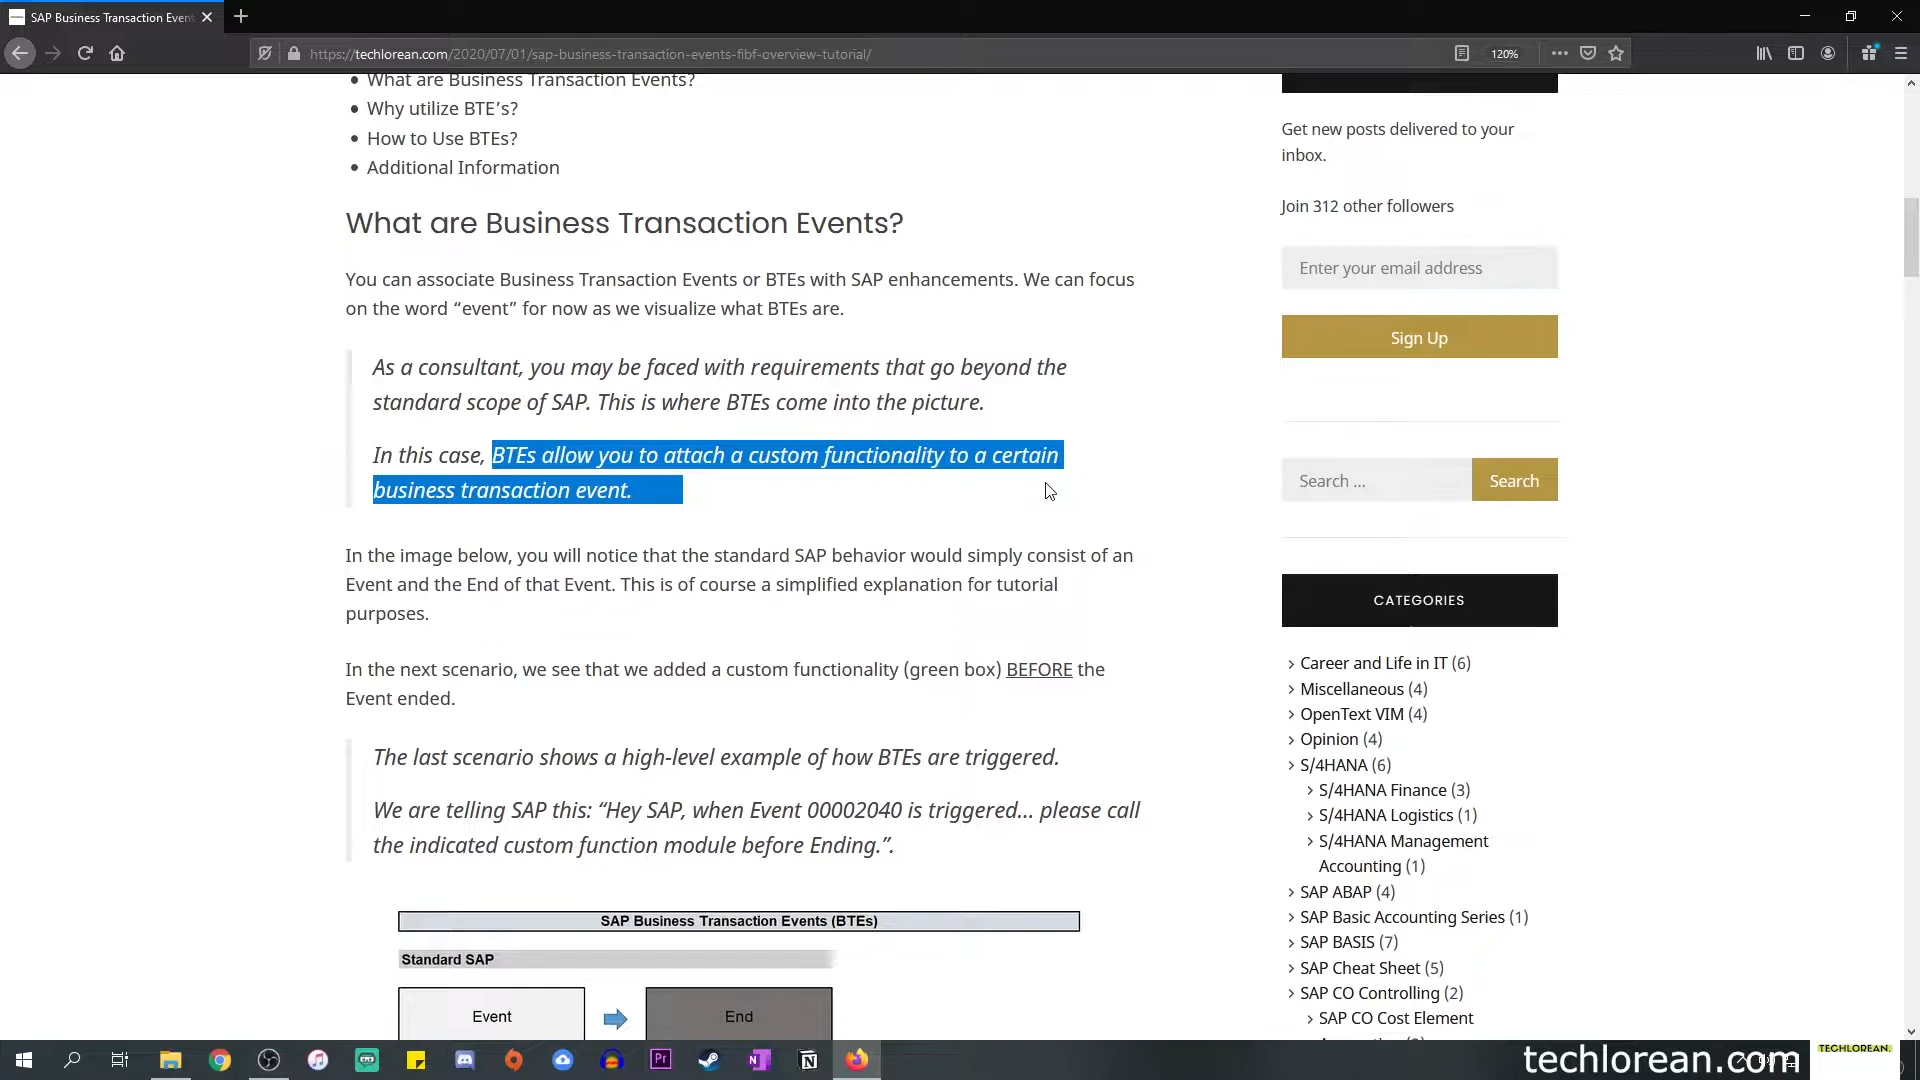 SAP Business Transaction Event
https://techlorean.com/2020/07/01/sap-business-transaction-events-fibf-overview-tutorial/
120%
What are Business Transaction Events?
Why utilize BTE’s?
How to Use BTEs?
Additional Information
What are Business Transaction Events?
You can associate Business Transaction Events or BTEs with SAP enhancements. We can focus
on the word “event” for now as we visualize what BTEs are.
As a consultant, you may be faced with requirements that go beyond the
standard scope of SAP. This is where BTEs come into the picture.
In this case, BTEs allow you to attach a custom functionality to a certain
business transaction event.
In the image below, you will notice that the standard SAP behavior would simply consist of an
Event and the End of that Event. This is of course a simplified explanation for tutorial
purposes.
In the next scenario, we see that we added a custom functionality (green box) BEFORE the
Event ended.
The last scenario shows a high-level example of how BTEs are triggered.
We are telling SAP this: “Hey SAP, when Event 00002040 is triggered… please call
the indicated custom function module before Ending.”.
SAP Business Transaction Events (BTEs)
Standard SAP
Event
End
Get new posts delivered to your
inbox.
Join 312 other followers
Enter your email address
Sign Up
Search …
Search
CATEGORIES
Career and Life in IT (6)
Miscellaneous (4)
OpenText VIM (4)
Opinion (4)
S/4HANA (6)
S/4HANA Finance (3)
S/4HANA Logistics (1)
S/4HANA Management
Accounting (1)
SAP ABAP (4)
SAP Basic Accounting Series (1)
SAP BASIS (7)
SAP Cheat Sheet (5)
SAP CO Controlling (2)
SAP CO Cost Element
techlorean.com
TECHLOREAN.